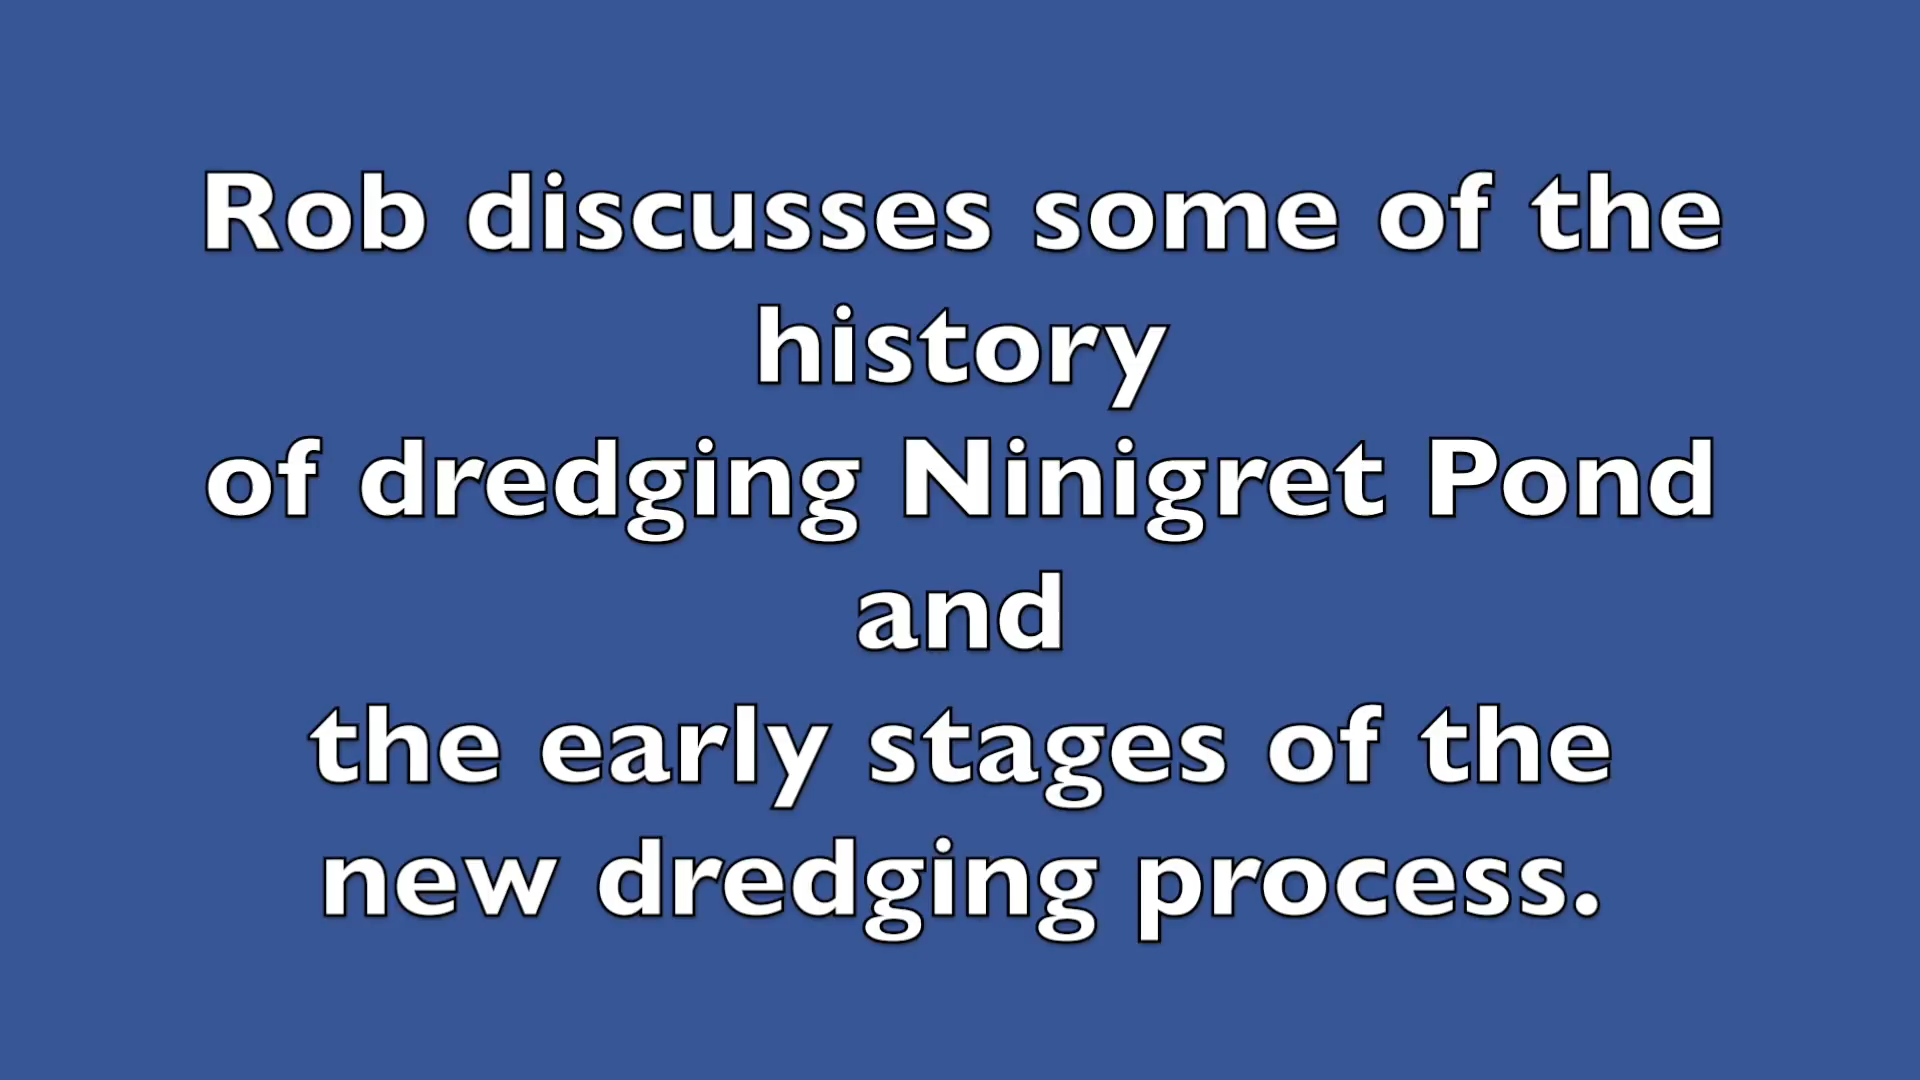 Rob discusses some of the
history
of dredging Ninigret Pond
and
the early stages of the
new dredging process.